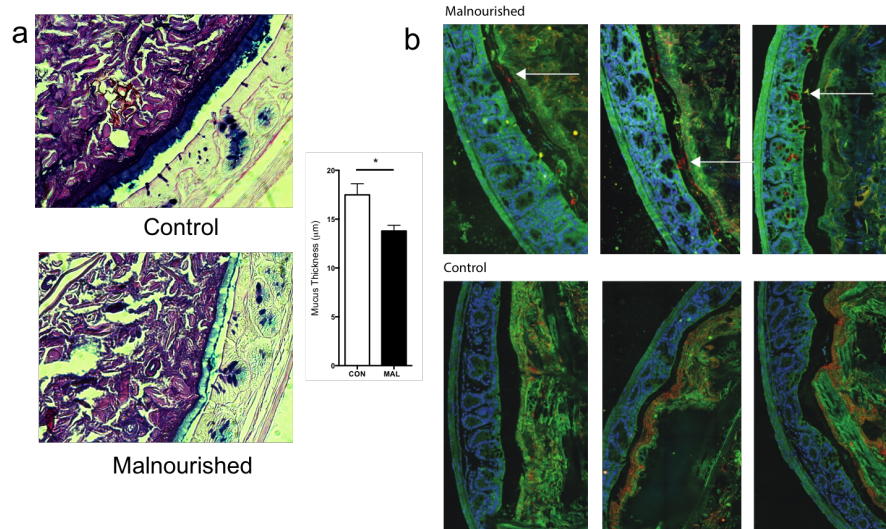 a
Control
Malnourished
*
Mucus Thickness (μm)
20
15
10
5
0
CON MAL
b
Malnourished
Control